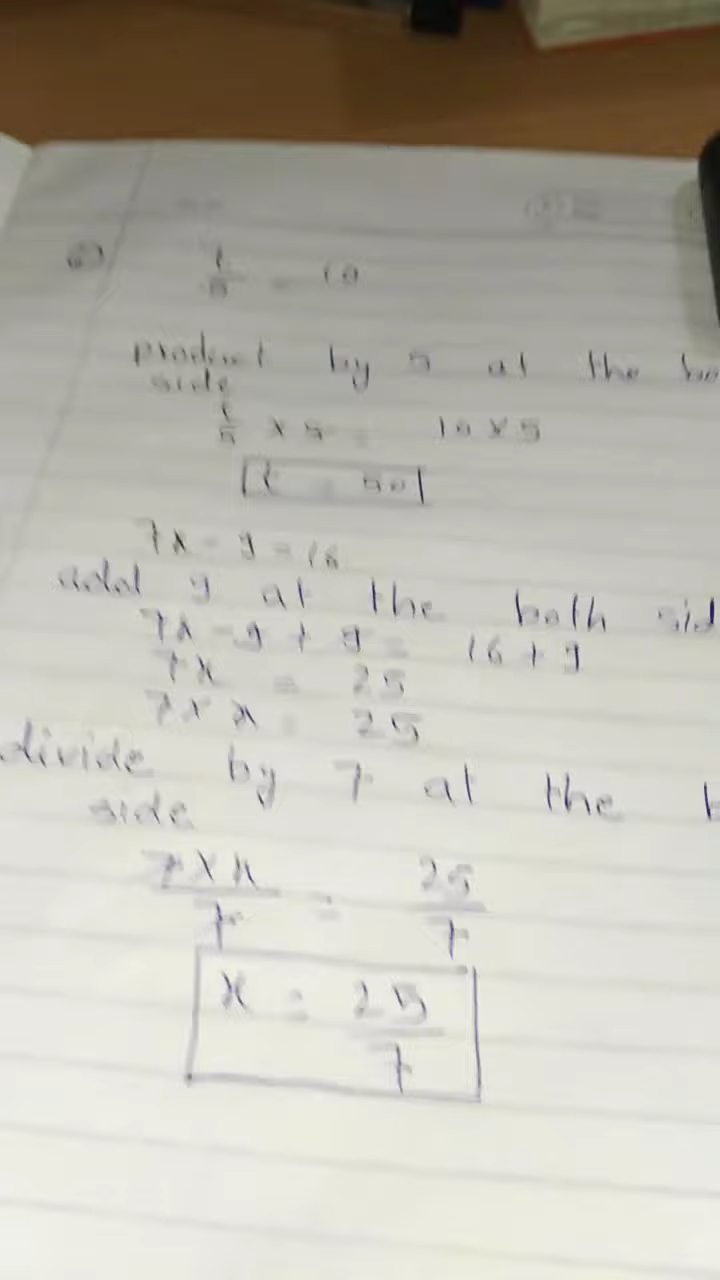 t/5 = 10
product by 5 at the bo
side
t/5 × 5 = 10 × 5
t = 50
7x - 9 = 16
add 9 at the both sid
7x - 9 + 9 = 16 + 9
7x = 25
7 × x = 25
divide by 7 at the b
side
7 × x / 7 = 25 / 7
x = 25 / 7